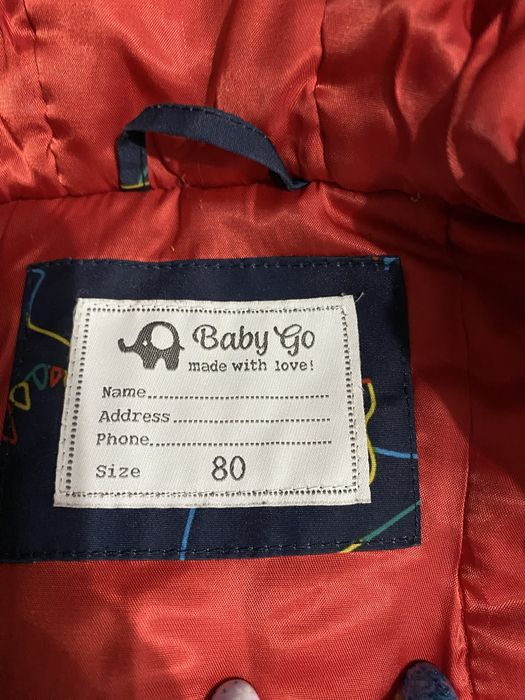 Baby Go
made with love!
Name
Address
Phone
Size 80